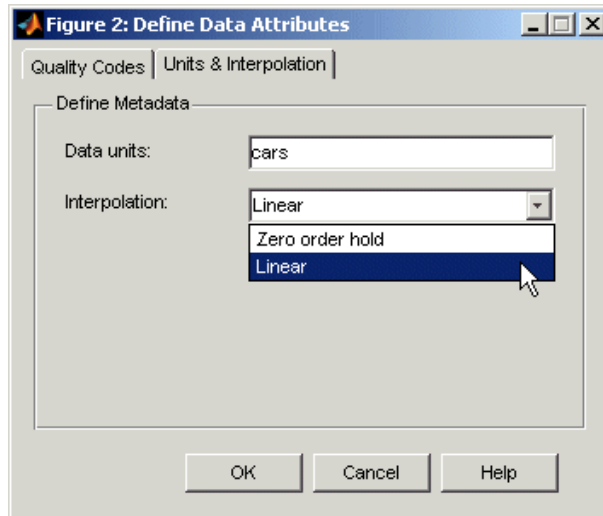 Figure 2: Define Data Attributes
Quality Codes
Units & Interpolation
Define Metadata
Data units:
cars
Interpolation:
Linear
Zero order hold
Linear
OK
Cancel
Help